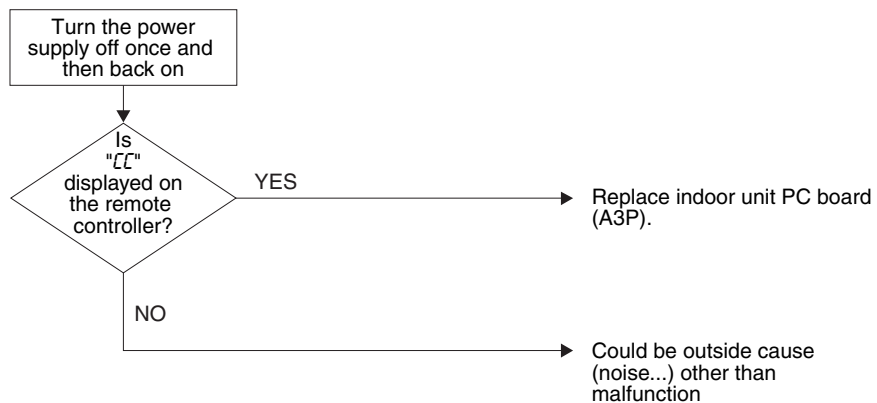 Turn the power
supply off once and
then back on
Is
"CC"
displayed on
the remote
controller?
YES
Replace indoor unit PC board
(A3P).
NO
Could be outside cause
(noise...) other than
malfunction